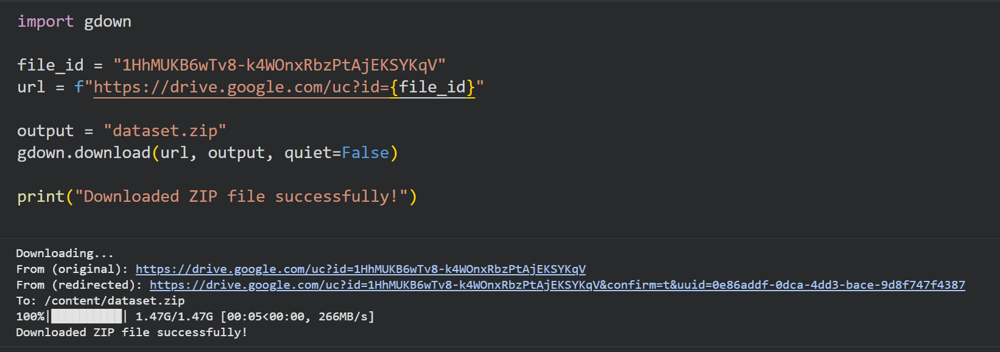 import gdown
file_id = "1HhMUKB6wTv8-k4WOnxRbzPtAjEKSYKqV"
url = f"https://drive.google.com/uc?id={file_id}"
output = "dataset.zip"
gdown.download(url, output, quiet=False)
print("Downloaded ZIP file successfully!")
Downloading...
From (original): https://drive.google.com/uc?id=1HhMUKB6wTv8-k4WOnxRbzPtAjEKSYKqV
From (redirected): https://drive.google.com/uc?id=1HhMUKB6wTv8-k4WOnxRbzPtAjEKSYKqV&confirm=t&uuid=0e86addf-0dca-4dd3-bace-9d8f747f4387
To: /content/dataset.zip
100%|██████████| 1.47G/1.47G [00:05<00:00, 266MB/s]
Downloaded ZIP file successfully!